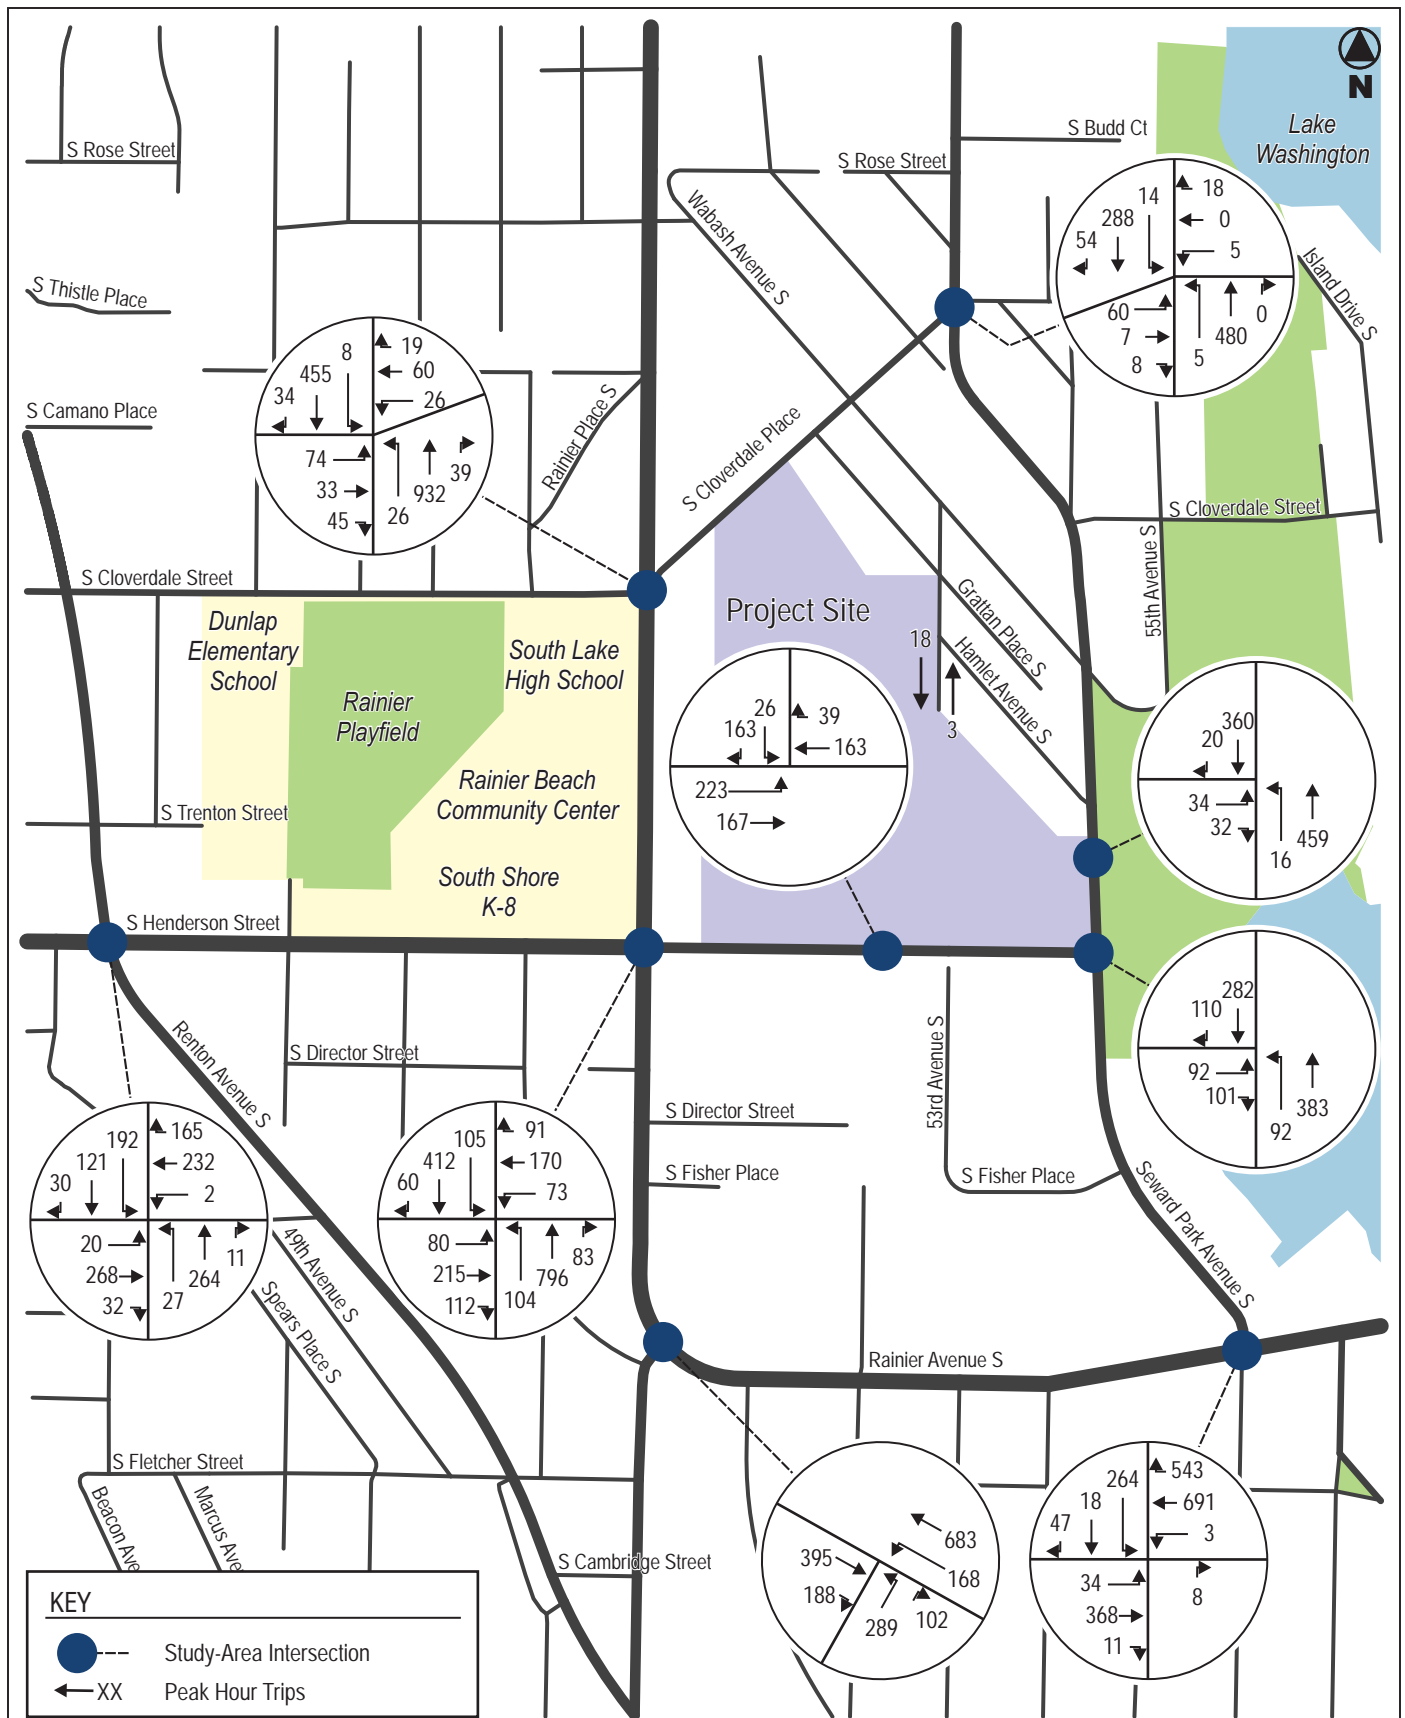 N
Lake
Washington
S Budd Ct
S Rose Street
S Rose Street
Wabash Avenue S
14
18
288
0
54
5
60
0
7
480
8
5
Island Drive S
S Thistle Place
8
19
455
60
34
26
74
39
33
932
45
26
S Camano Place
Rainier Place S
S Cloverdale Place
S Cloverdale Street
55th Avenue S
S Cloverdale Street
Dunlap
Elementary
School
South Lake
High School
Rainier
Playfield
Rainier Beach
Community Center
South Shore
K-8
Project Site
Grattan Place S
Hamlet Avenue S
18
3
26
39
163
163
223
167
360
20
34
32
459
16
S Trenton Street
S Henderson Street
282
110
92
101
383
92
Renton Avenue S
S Director Street
53rd Avenue S
S Director Street
S Fisher Place
S Fisher Place
Seward Park Avenue S
192
165
121
232
30
2
20
11
268
264
32
27
105
91
412
170
60
73
80
83
215
796
112
104
49th Avenue S
Spears Place S
Rainier Avenue S
S Fletcher Street
Beacon Ave
Marcus Ave
S Cambridge Street
683
395
168
188
102
289
264
543
18
691
47
3
34
8
368
11
KEY
Study-Area Intersection
XX Peak Hour Trips